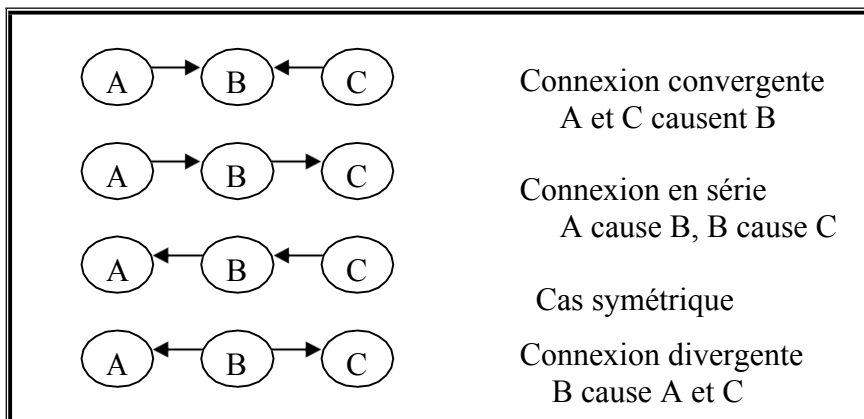 A B C
Connexion convergente
A et C causent B
A B C
Connexion en série
A cause B, B cause C
A B C
Cas symétrique
A B C
Connexion divergente
B cause A et C